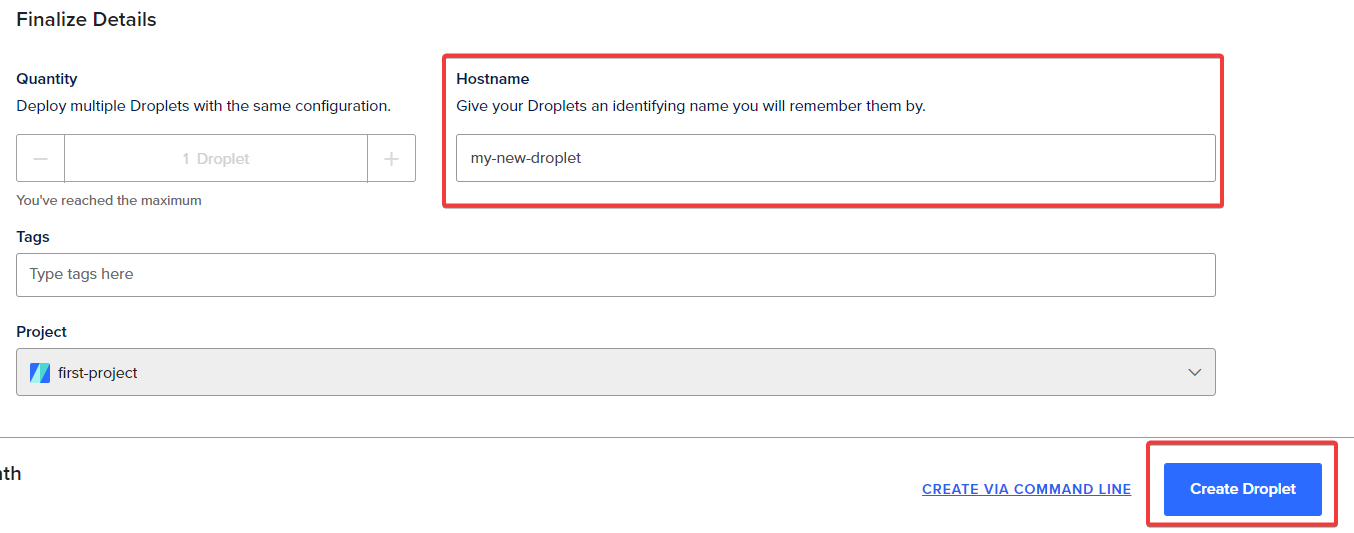 Finalize Details
Quantity
Deploy multiple Droplets with the same configuration.
1 Droplet
You've reached the maximum
Hostname
Give your Droplets an identifying name you will remember them by.
my-new-droplet
Tags
Type tags here
Project
first-project
CREATE VIA COMMAND LINE
Create Droplet